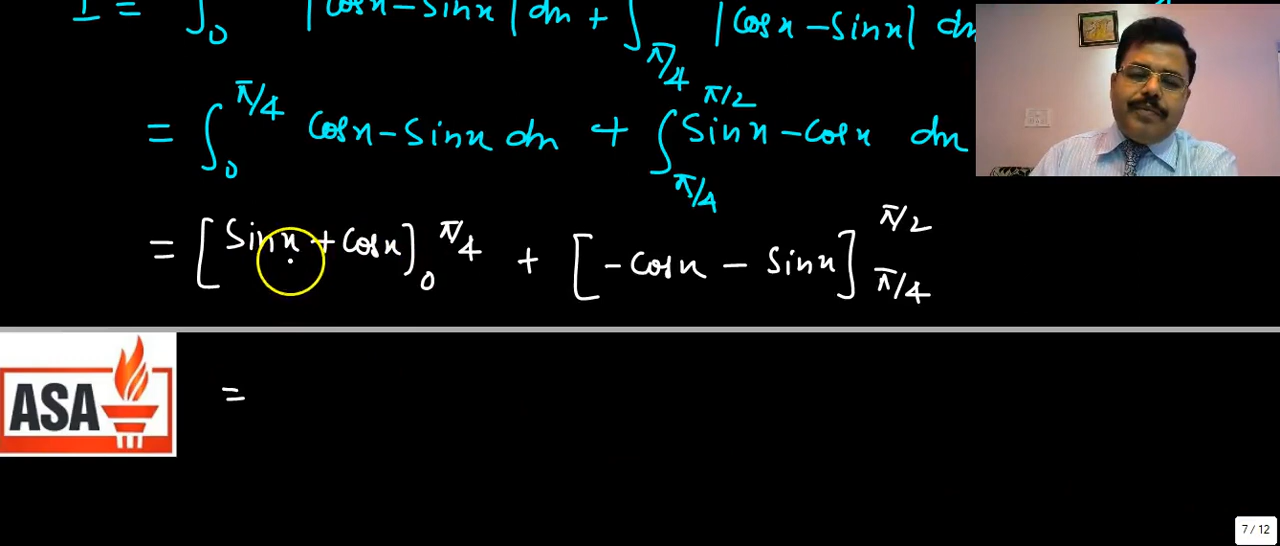 I = ∫₀ |cosx - sinx| dx + ∫π/4 |cosx - sinx| dx
= ∫₀^π/4 cosx - sinx dx + ∫π/4^π/2 sinx - cosx dx
= [Sinx + cosx]₀^π/4 + [-cosx - sinx]π/4^π/2
ASA =
7 / 12